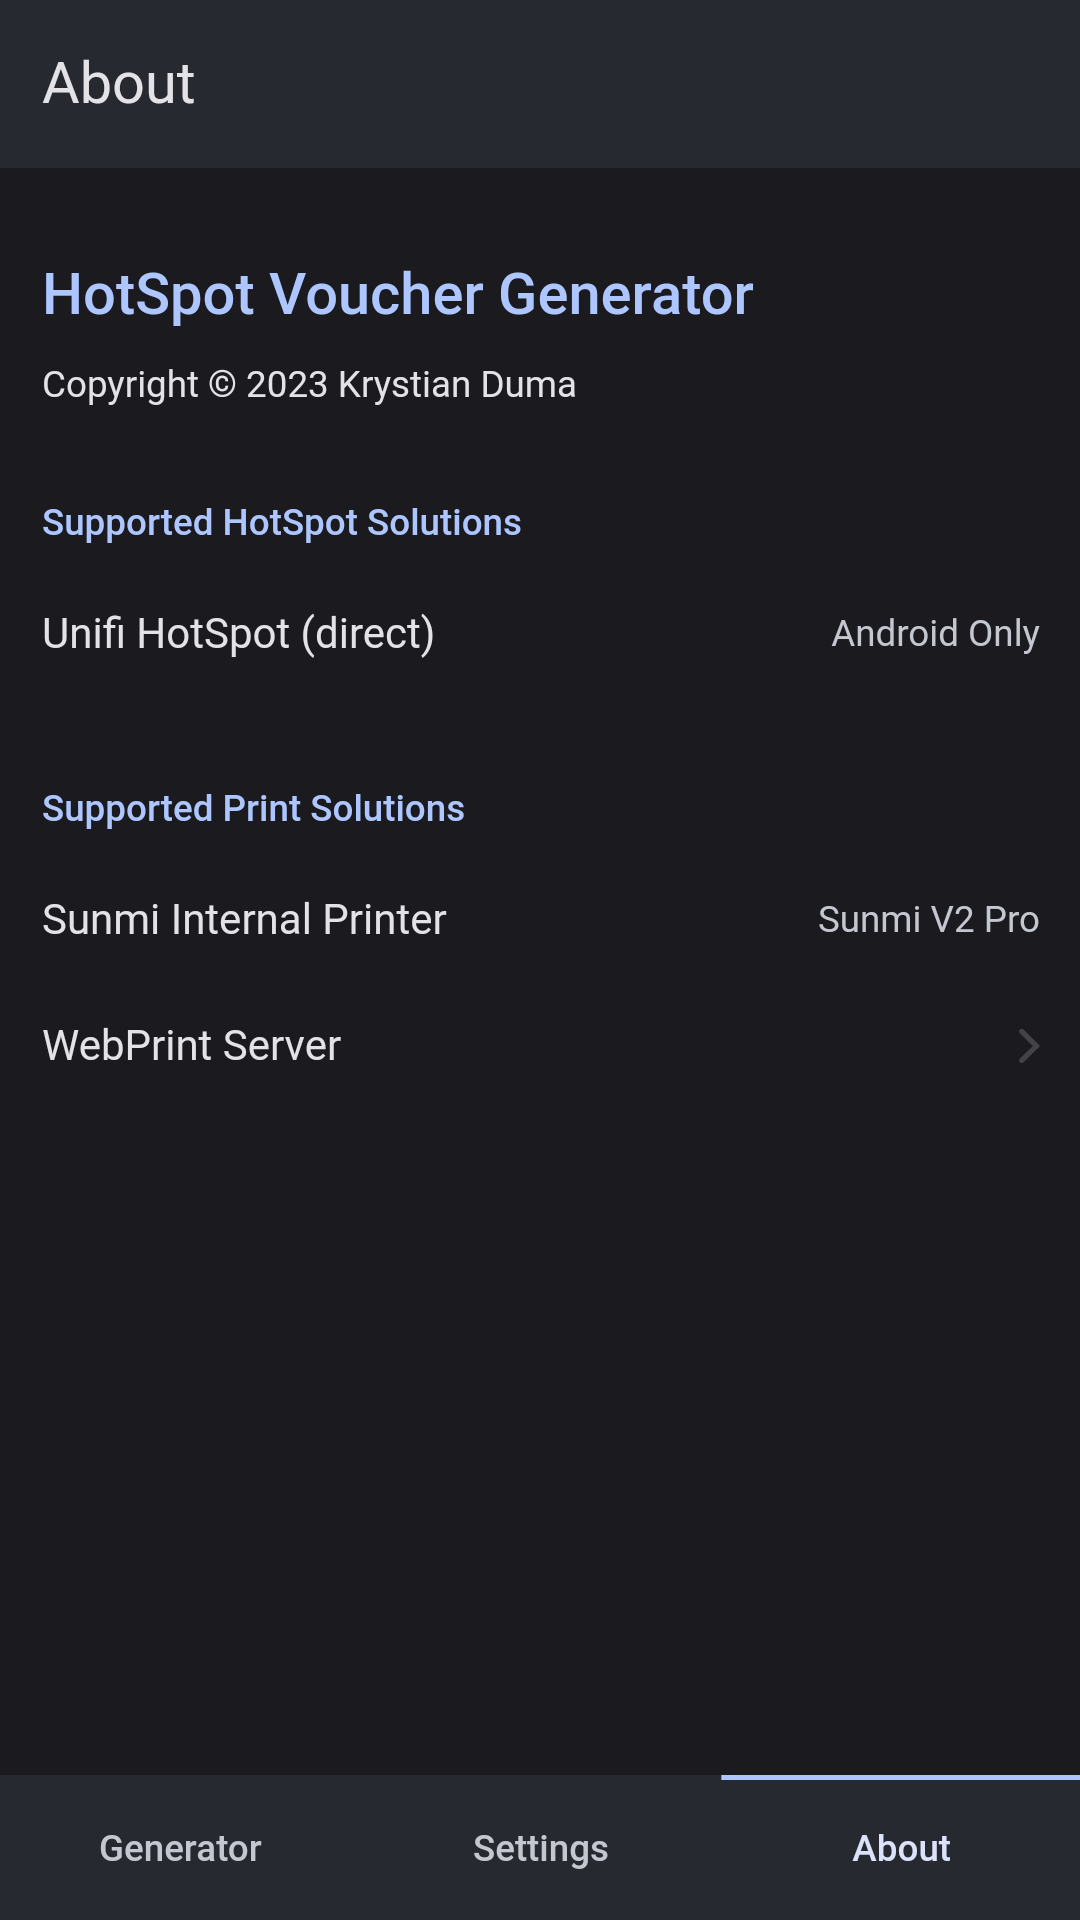 About
HotSpot Voucher Generator
Copyright © 2023 Krystian Duma
Supported HotSpot Solutions
Unifi HotSpot (direct) Android Only
Supported Print Solutions
Sunmi Internal Printer Sunmi V2 Pro
WebPrint Server
Generator Settings About